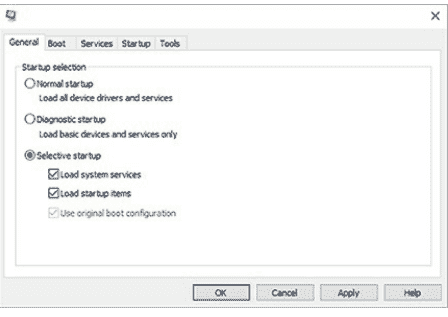 General Boot Services Startup Tools
Startup selection
Normal startup
Load all device drivers and services
Diagnostic startup
Load basic devices and services only
Selective startup
Load system services
Load startup items
Use original boot configuration
OK Cancel Apply Help